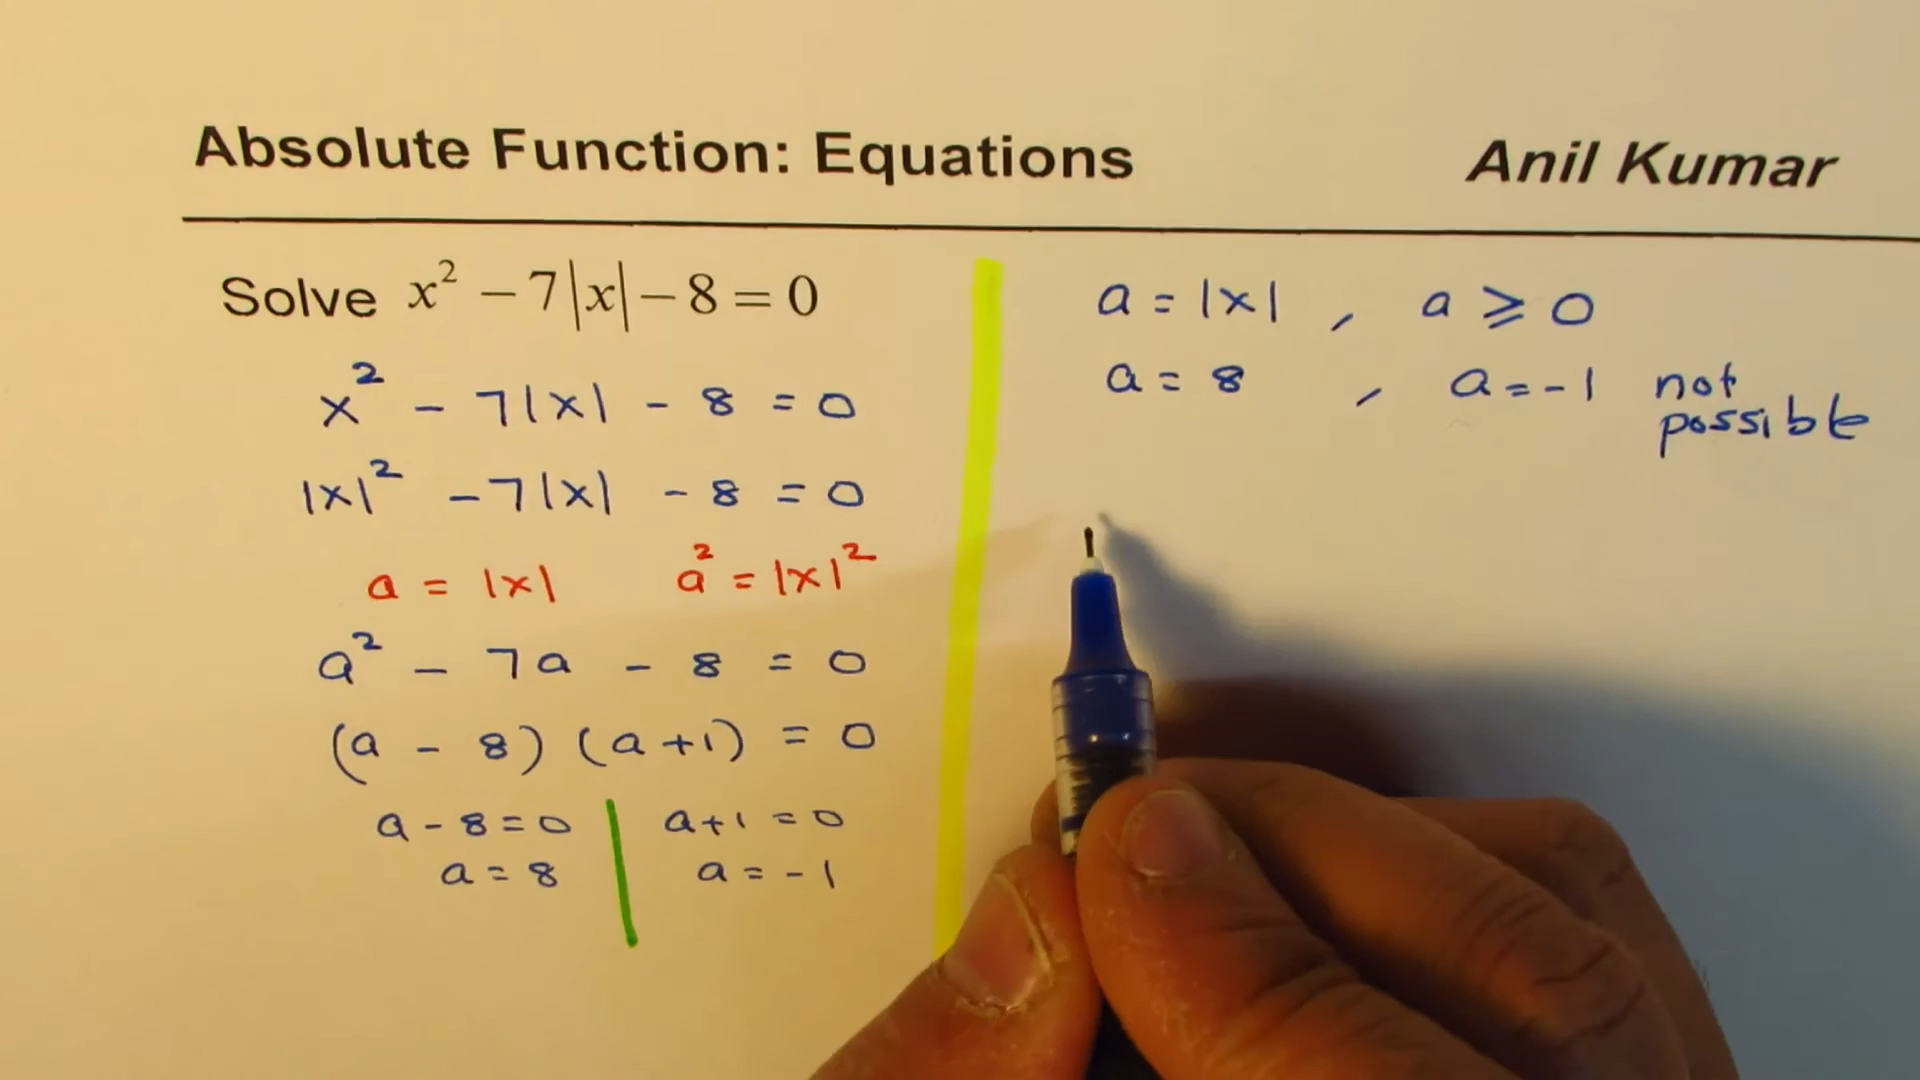 Absolute Function: Equations
Anil Kumar
Solve x² − 7|x| − 8 = 0
x² - 7|x| - 8 = 0
|x|² - 7|x| - 8 = 0
a = |x| a² = |x|²
a² - 7a - 8 = 0
(a - 8) (a+1) = 0
a - 8 = 0 a+1 = 0
a = 8 a = -1
a = |x| , a ⩾ 0
a = 8 , a = -1 not
possible